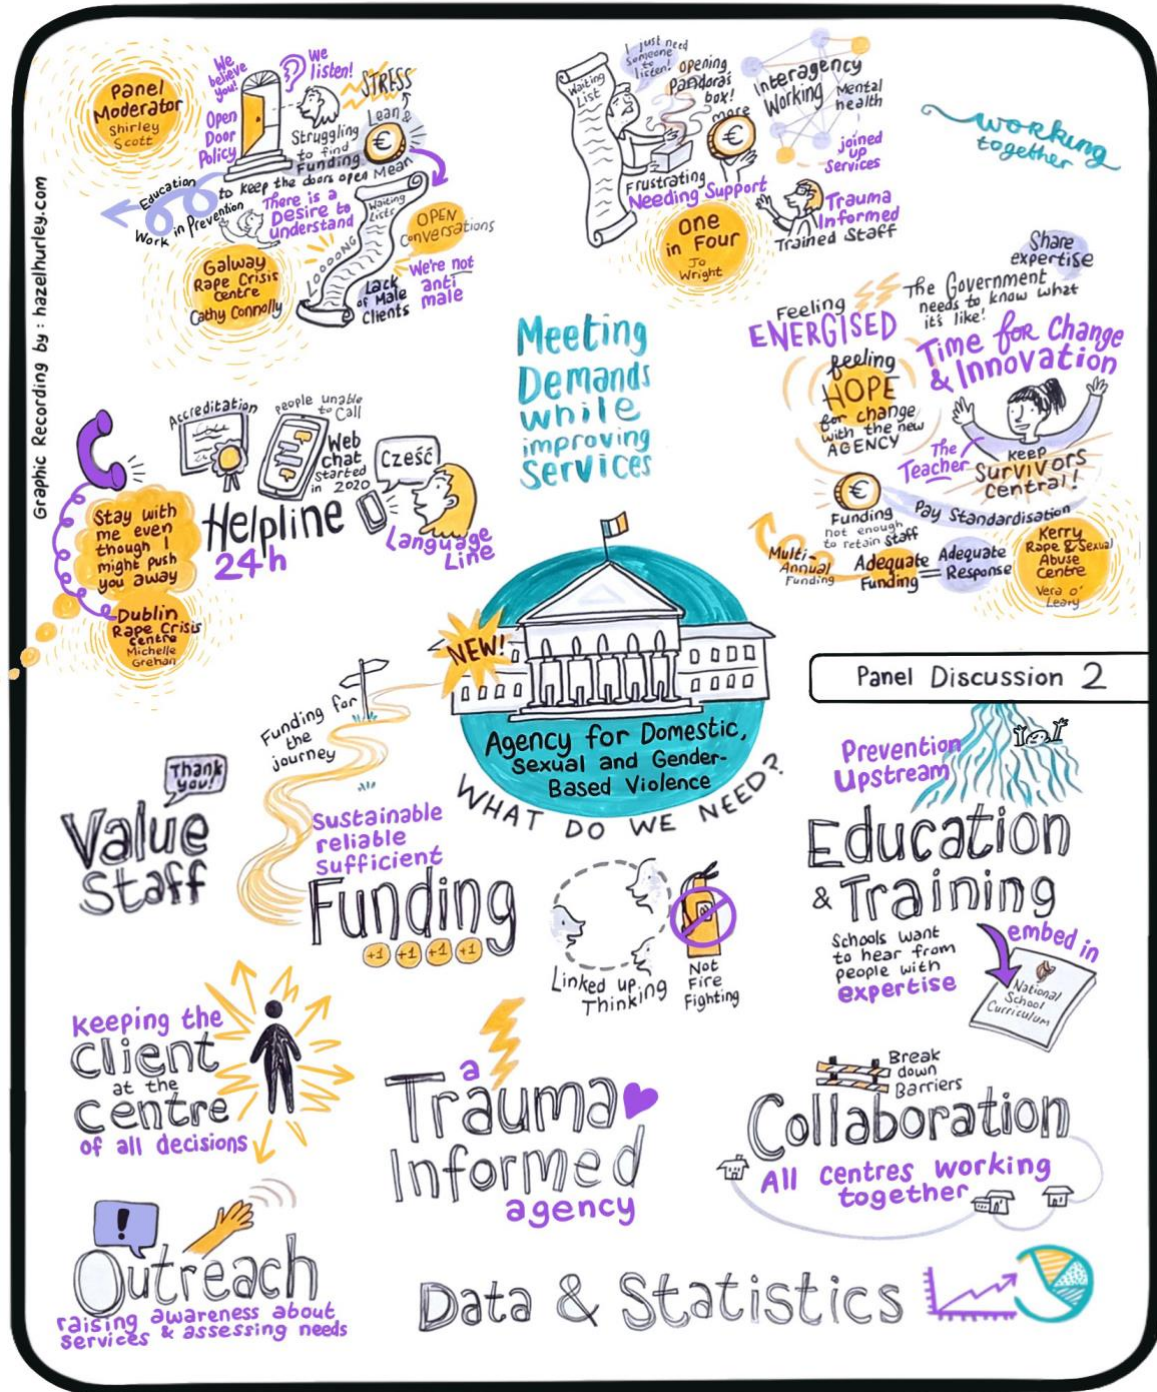 Graphic Recording by: hazelhurley.com
Panel
Moderator
Shirley
Scott
We
believe
you!
We
listen!
STRESS
Open
Door
Policy
Struggling
to find
Funding
to keep the doors open
Lean &
Mean
€
Education
Work in Prevention
There is a
Desire to
understand
Waiting
Lists
LOOOONG
OPEN
Conversations
We're not
anti
male
Lack
of Male
Clients
Galway
Rape Crisis
Centre
Cathy Connolly
Waiting
List
I just need
someone
to
listen!
Opening
Pandora's
box!
more
€
Frustrating
Needing Support
One
in Four
Jo
Wright
Interagency
Working
Mental
health
joined
up
Services
Trauma
Informed
Trained Staff
working
together
Meeting
Demands
while
improving
Services
Share
expertise
The Government
needs to know what
it's like!
Feeling
ENERGISED
Time for Change
& Innovation
feeling
HOPE
for change
with the new
AGENCY
The
Teacher
Keep
Survivors
Central!
€
Funding
not enough
to retain staff
Pay Standardisation
Multi-
Annual
Funding
Adequate
Funding
=
Adequate
Response
Kerry
Rape & Sexual
Abuse
Centre
Vera O'
Leary
Accreditation
people unable
to Call
Web
chat
started
in 2020
Cześć
Helpline
24h
Language
Line
Stay with
me even
though I
might push
you away
Dublin
Rape Crisis
Centre
Michelle
Grehan
NEW!
Agency for Domestic,
Sexual and Gender-
Based Violence
WHAT DO WE NEED?
Panel Discussion 2
Funding for
the
journey
Thank
you!
Value
Staff
Sustainable
reliable
sufficient
Funding
+1 +1 +1 +1
Linked up
Thinking
Not
Fire
Fighting
Prevention
Upstream
Education
& Training
Schools want
to hear from
people with
expertise
embed in
National
School
Curriculum
Keeping the
Client
at the
Centre
of all decisions
a
Trauma
Informed
agency
Break
down
Barriers
Collaboration
All Centres working
together
!
Outreach
raising awareness about
services & assessing needs
Data & Statistics